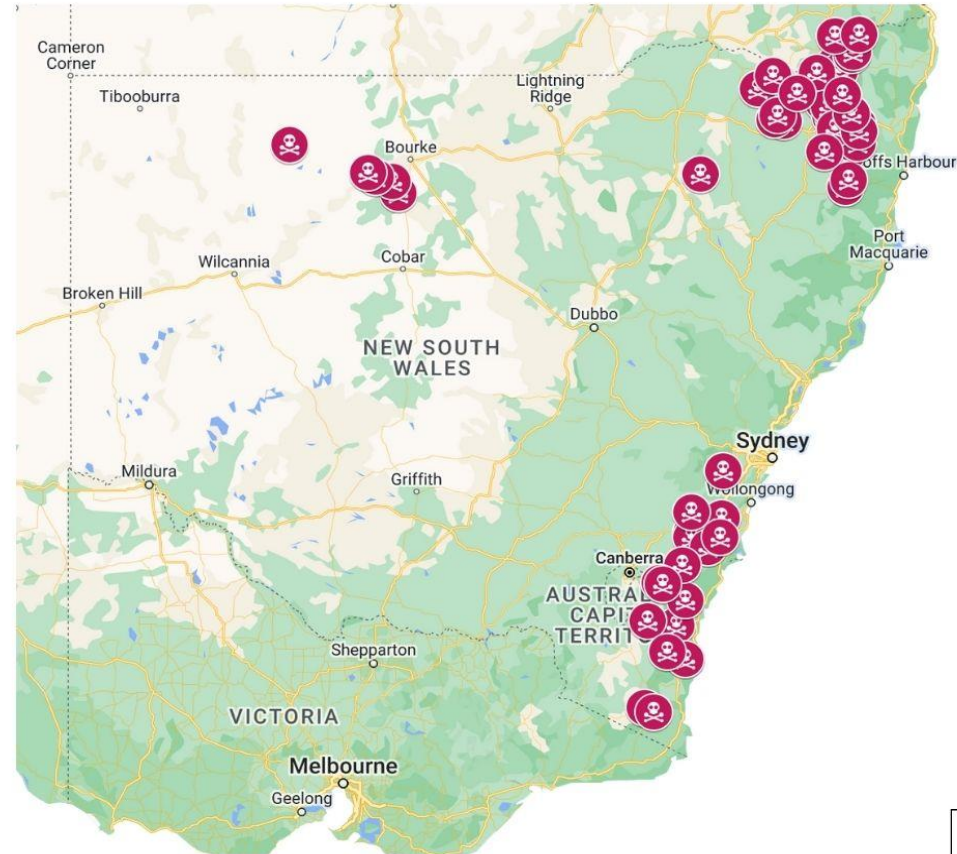 Cameron
Corner
Tibooburra
Lightning
Ridge
Bourke
offs Harbour
Port
Macquarie
Wilcannia
Cobar
Broken Hill
Dubbo
NEW SOUTH
WALES
Sydney
Mildura
Griffith
Wollongong
Canberra
AUSTRAL
CAPIT
TERRIT
Shepparton
VICTORIA
Melbourne
Geelong